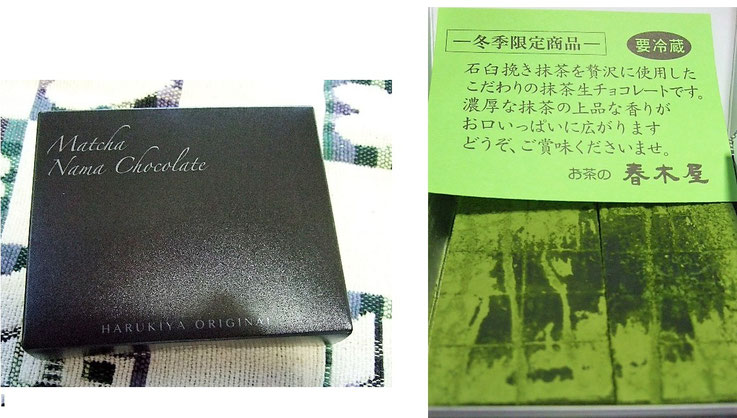 Matcha
Nama Chocolate
HARUKIYA ORIGINAL
―冬季限定商品―
要冷蔵
石臼挽き抹茶を贅沢に使用した
こだわりの抹茶生チョコレートです。
濃厚な抹茶の上品な香りが
お口いっぱいに広がります
どうぞ、ご賞味くださいませ。
お茶の 春木屋